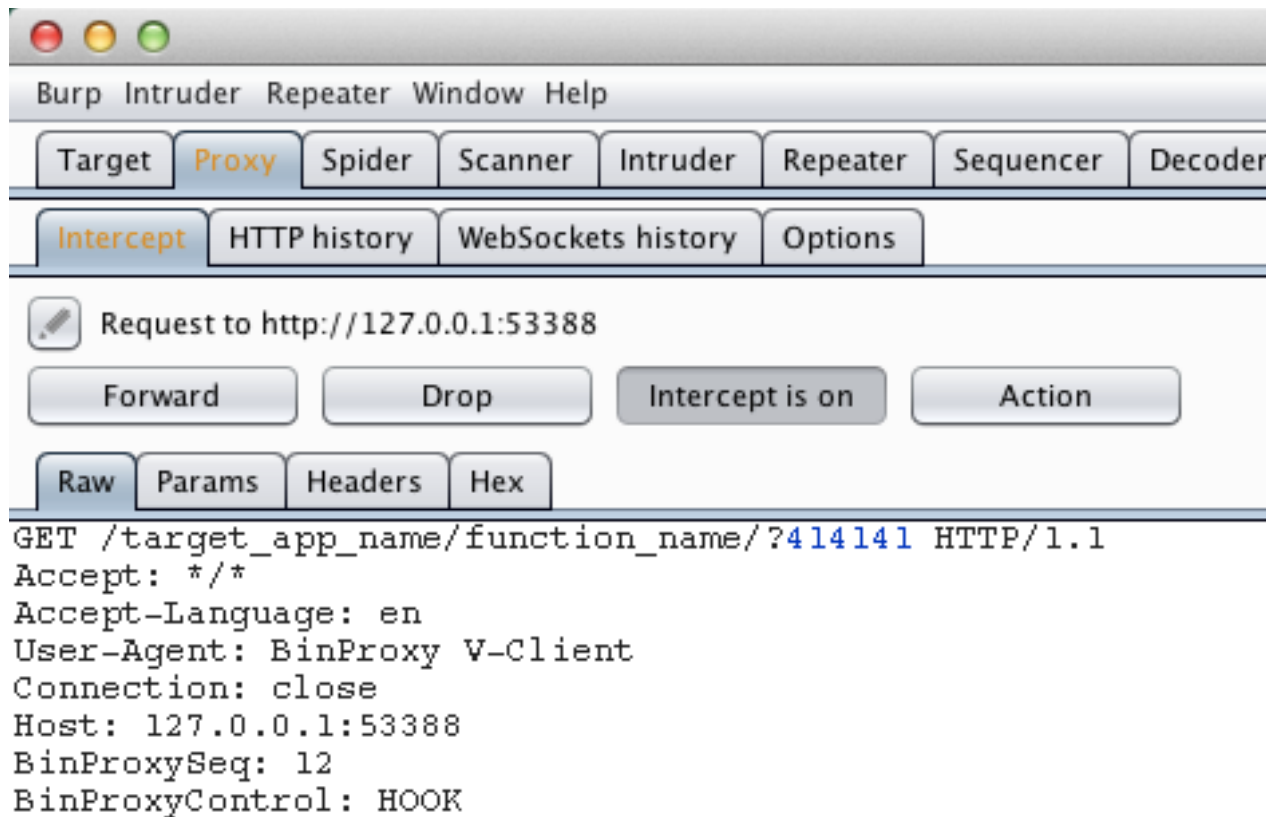 Burp Intruder Repeater Window Help
Target Proxy Spider Scanner Intruder Repeater Sequencer Decoder
Intercept HTTP history WebSockets history Options
Request to http://127.0.0.1:53388
Forward Drop Intercept is on Action
Raw Params Headers Hex
GET /target_app_name/function_name/?414141 HTTP/1.1
Accept: */*
Accept-Language: en
User-Agent: BinProxy V-Client
Connection: close
Host: 127.0.0.1:53388
BinProxySeq: 12
BinProxyControl: HOOK